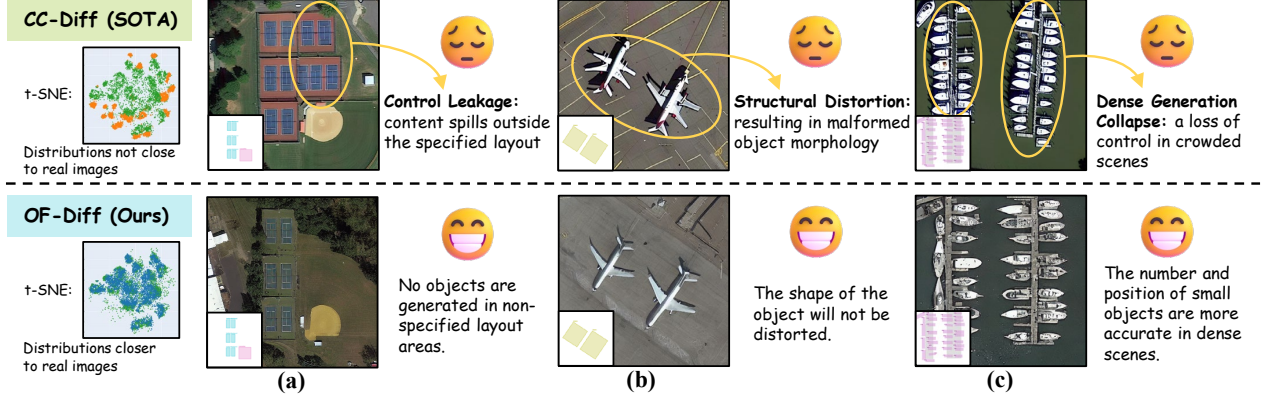 CC-Diff (SOTA)
t-SNE:
Distributions not close
to real images
Control Leakage:
content spills outside
the specified layout
Structural Distortion:
resulting in malformed
object morphology
Dense Generation
Collapse: a loss of
control in crowded
scenes
OF-Diff (Ours)
t-SNE:
Distributions closer
to real images
No objects are
generated in non-
specified layout
areas.
The shape of the
object will not be
distorted.
The number and
position of small
objects are more
accurate in dense
scenes.
(a)
(b)
(c)